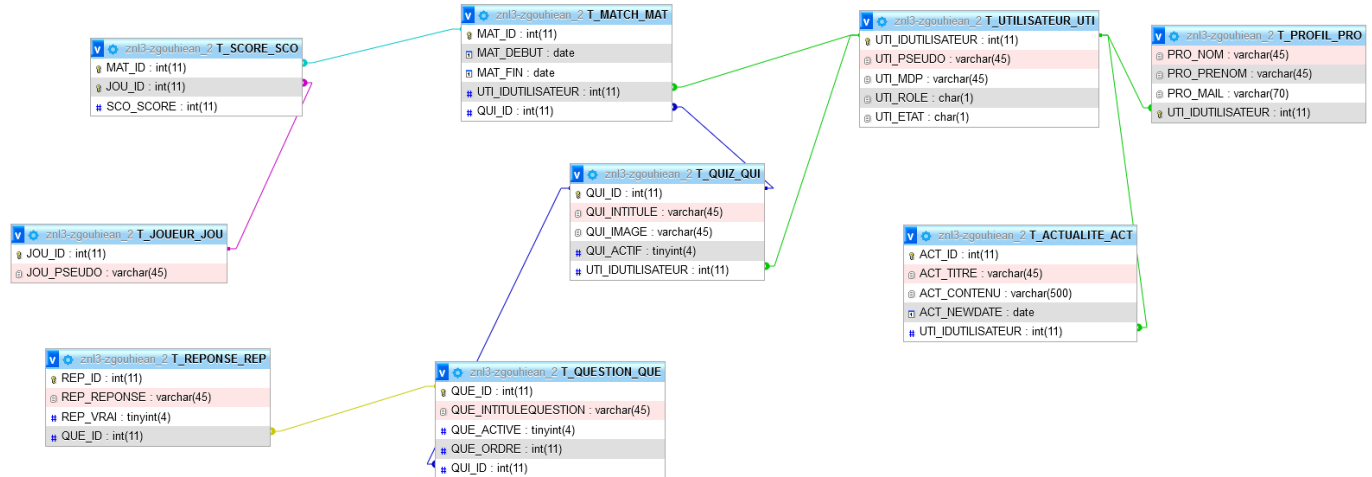 znl3-zgouhiean_2 T_SCORE_SCO
MAT_ID : int(11)
JOU_ID : int(11)
SCO_SCORE : int(11)
znl3-zgouhiean_2 T_MATCH_MAT
MAT_ID : int(11)
MAT_DEBUT : date
MAT_FIN : date
UTI_IDUTILISATEUR : int(11)
QUI_ID : int(11)
znl3-zgouhiean_2 T_UTILISATEUR_UTI
UTI_IDUTILISATEUR : int(11)
UTI_PSEUDO : varchar(45)
UTI_MDP : varchar(45)
UTI_ROLE : char(1)
UTI_ETAT : char(1)
znl3-zgouhiean_2 T_PROFIL_PRO
PRO_NOM : varchar(45)
PRO_PRENOM : varchar(45)
PRO_MAIL : varchar(70)
UTI_IDUTILISATEUR : int(11)
znl3-zgouhiean_2 T_QUIZ_QUI
QUI_ID : int(11)
QUI_INTITULE : varchar(45)
QUI_IMAGE : varchar(45)
QUI_ACTIF : tinyint(4)
UTI_IDUTILISATEUR : int(11)
znl3-zgouhiean_2 T_JOUEUR_JOU
JOU_ID : int(11)
JOU_PSEUDO : varchar(45)
znl3-zgouhiean_2 T_ACTUALITE_ACT
ACT_ID : int(11)
ACT_TITRE : varchar(45)
ACT_CONTENU : varchar(500)
ACT_NEWDATE : date
UTI_IDUTILISATEUR : int(11)
znl3-zgouhiean_2 T_REPONSE_REP
REP_ID : int(11)
REP_REPONSE : varchar(45)
REP_VRAI : tinyint(4)
QUE_ID : int(11)
znl3-zgouhiean_2 T_QUESTION_QUE
QUE_ID : int(11)
QUE_INTITULEQUESTION : varchar(45)
QUE_ACTIVE : tinyint(4)
QUE_ORDRE : int(11)
QUI_ID : int(11)